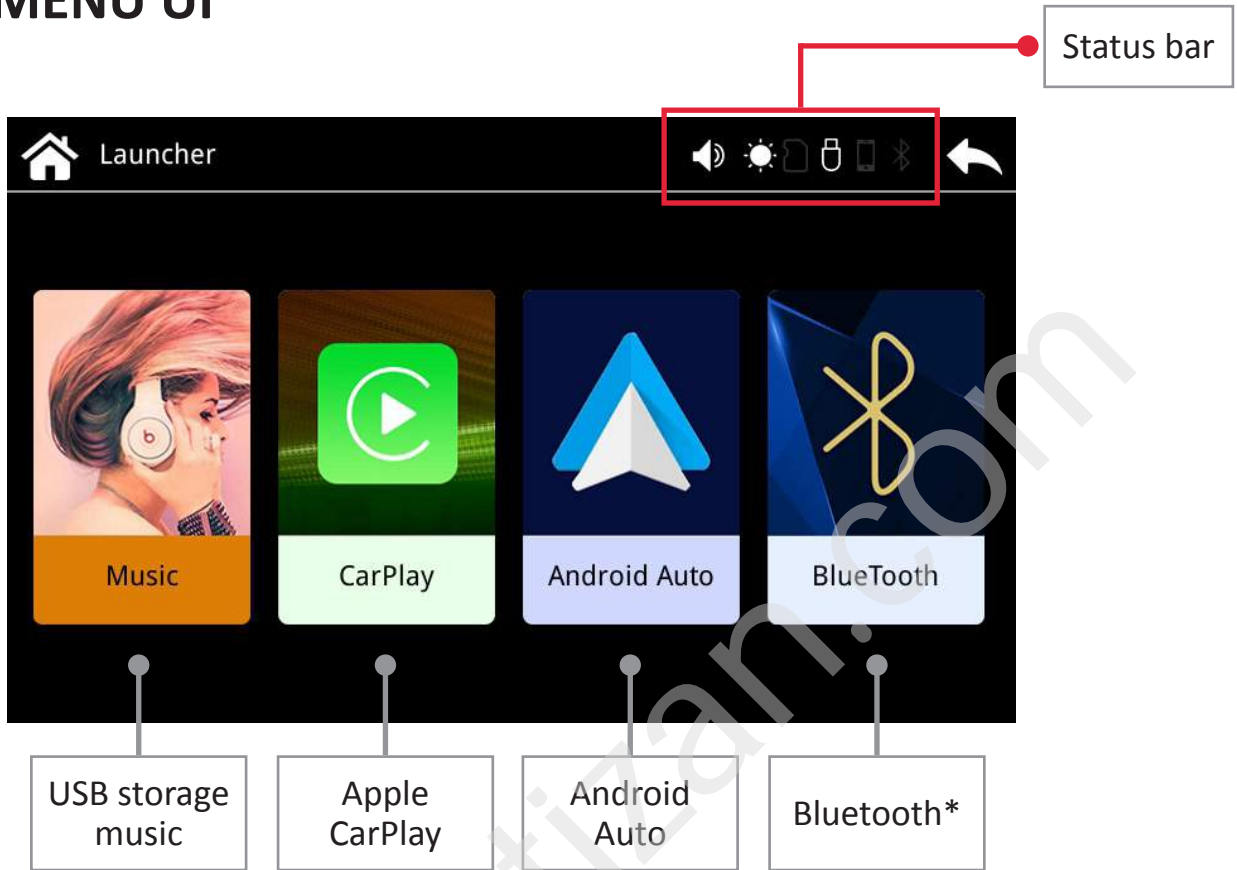 MENU UI
Status bar
Launcher
Music
CarPlay
Android Auto
BlueTooth
USB storage
music
Apple
CarPlay
Android
Auto
Bluetooth*